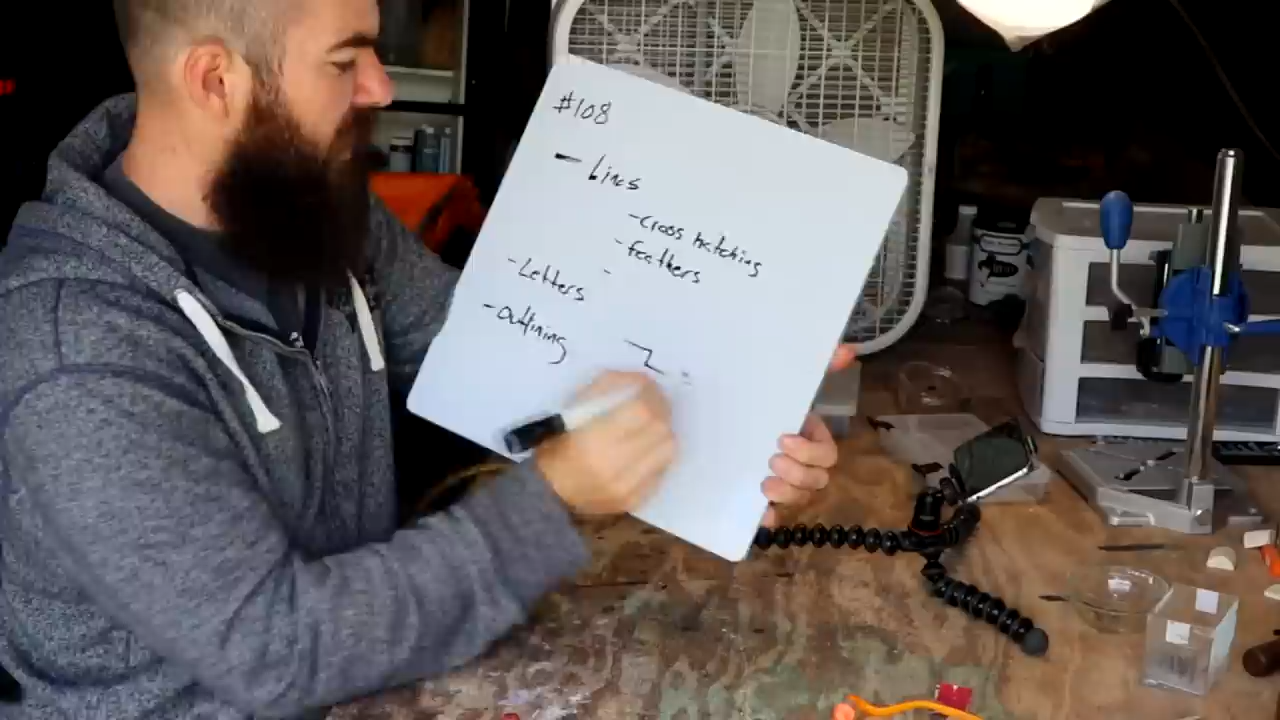 #108
- Lines
- cross hatching
- feathers
- Letters
-
- outlining